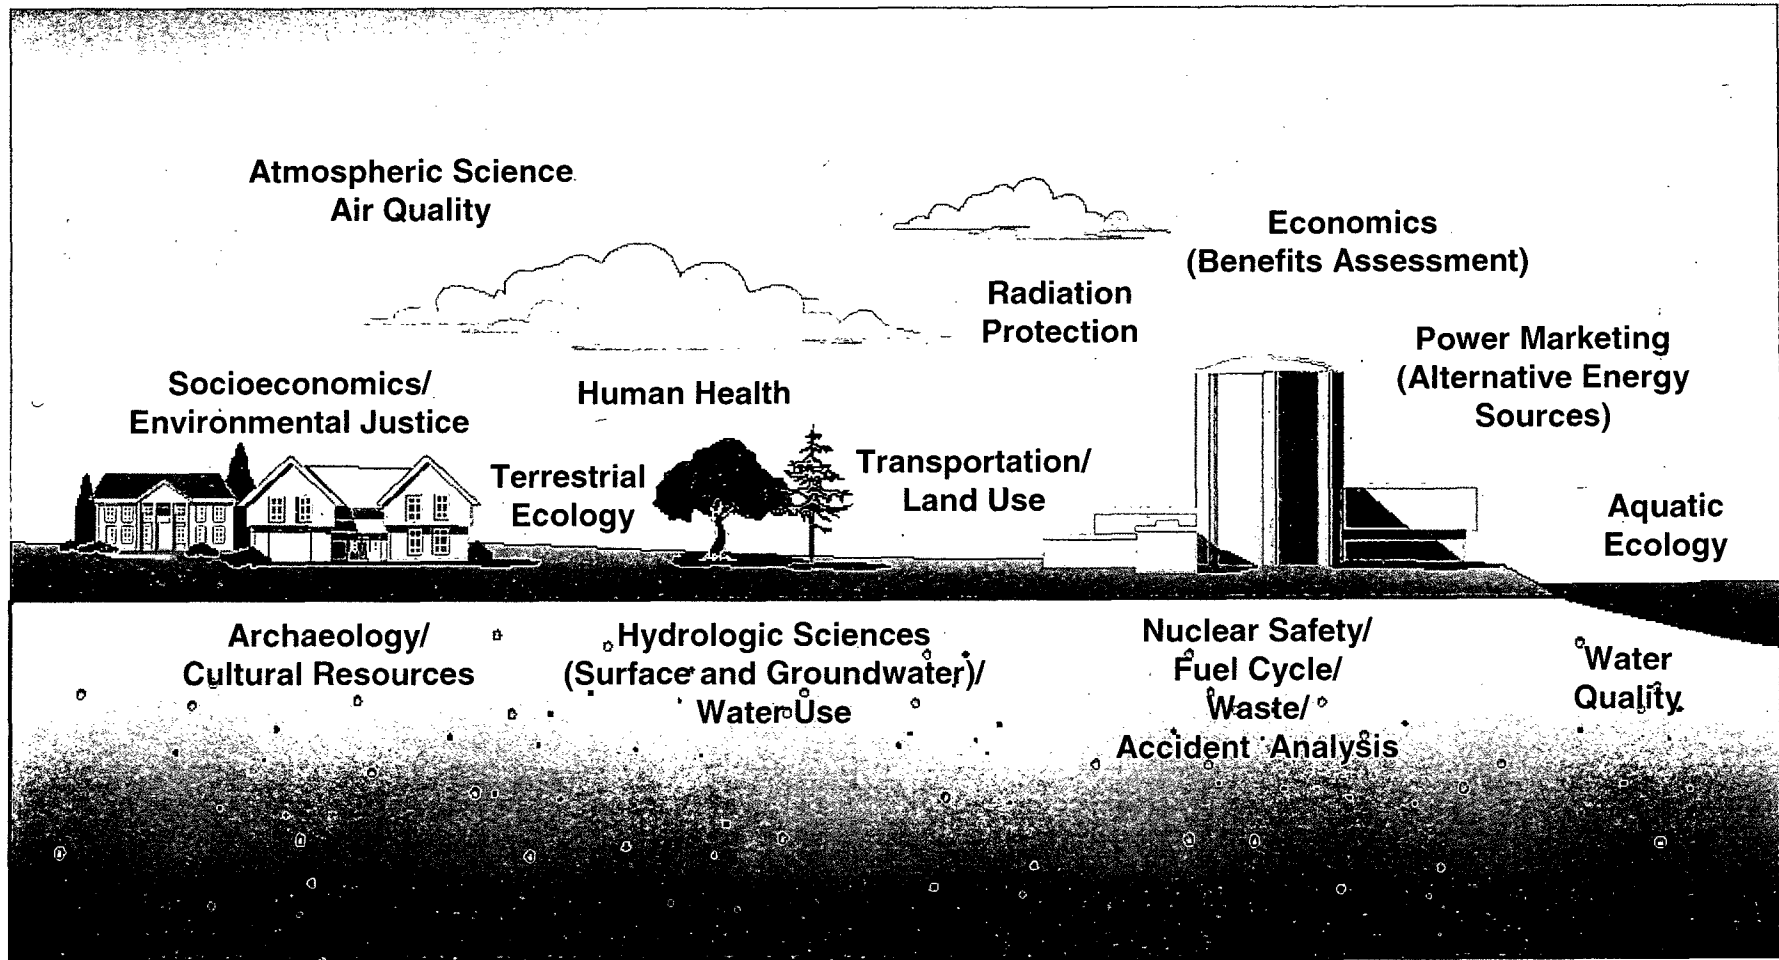 Atmospheric Science
Air Quality
Economics
(Benefits Assessment)
Radiation
Protection
Power Marketing
(Alternative Energy
Sources)
Socioeconomics/
Environmental Justice
Human Health
Terrestrial
Ecology
Transportation/
Land Use
Aquatic
Ecology
Archaeology/
Cultural Resources
Hydrologic Sciences
(Surface and Groundwater)/
Water Use
Nuclear Safety/
Fuel Cycle/
Waste/
Accident Analysis
Water
Quality